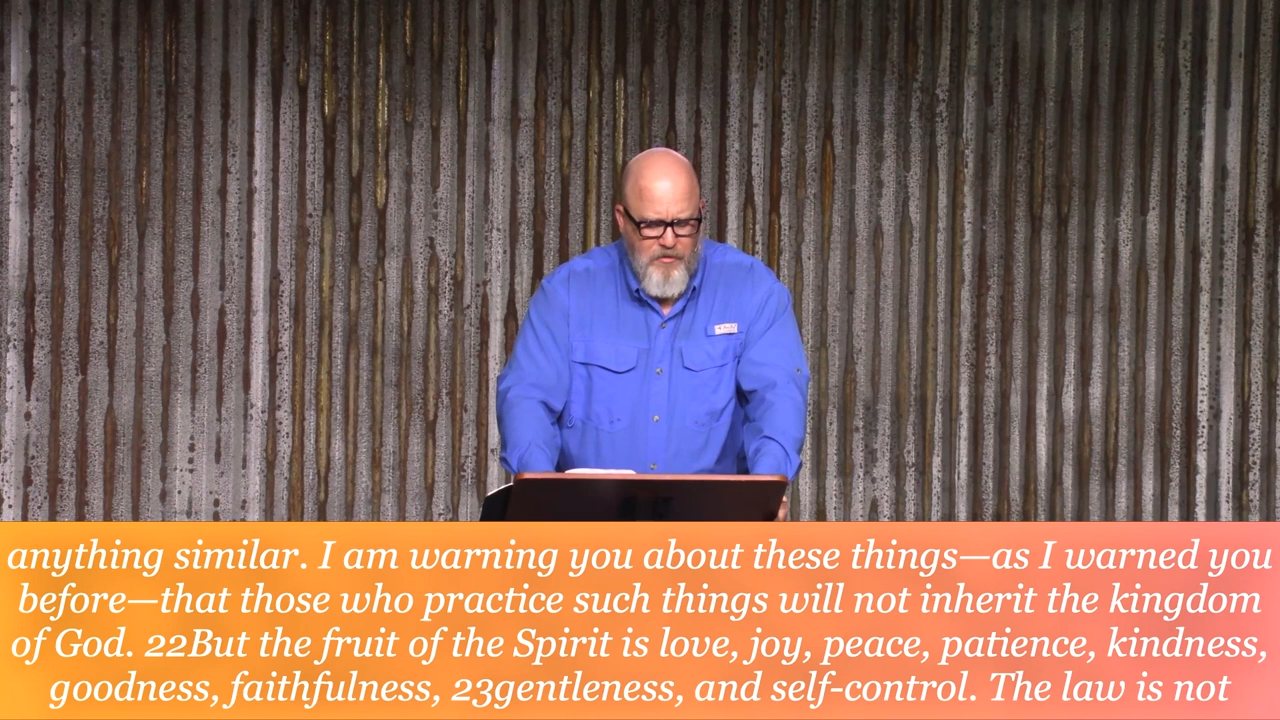 anything similar. I am warning you about these things—as I warned you
before—that those who practice such things will not inherit the kingdom
of God. 22But the fruit of the Spirit is love, joy, peace, patience, kindness,
goodness, faithfulness, 23gentleness, and self-control. The law is not